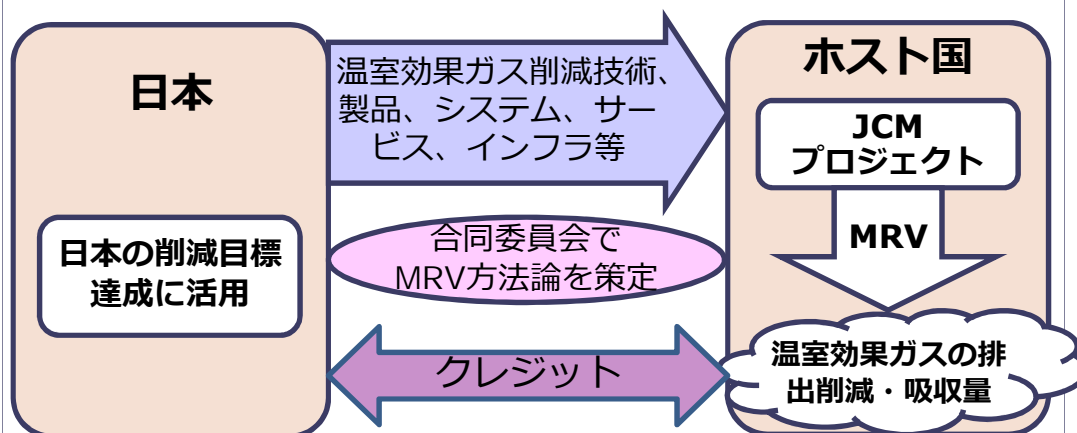 日本
温室効果ガス削減技術、
製品、システム、サー
ビス、インフラ等
ホスト国
JCM
プロジェクト
MRV
日本の削減目標
達成に活用
合同委員会で
MRV方法論を策定
クレジット
温室効果ガスの排
出削減・吸収量